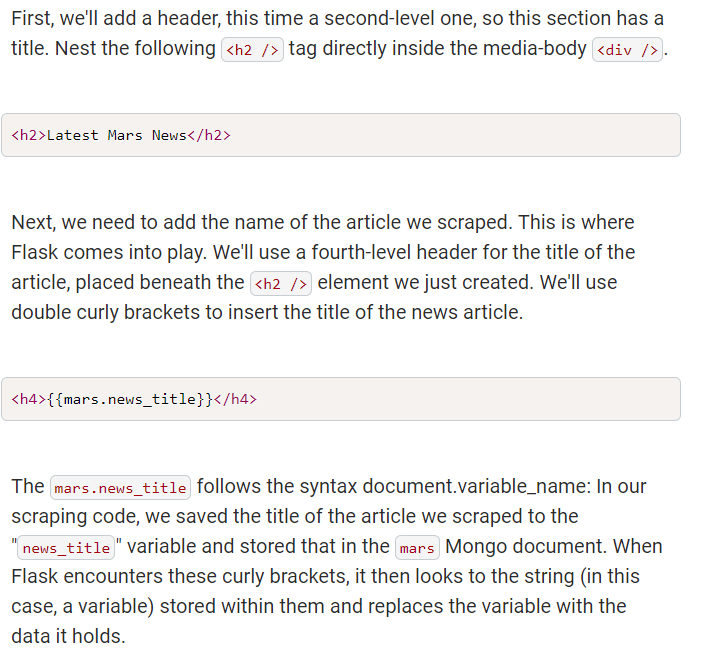 First, we'll add a header, this time a second-level one, so this section has a
title. Nest the following <h2 /> tag directly inside the media-body <div />.
<h2>Latest Mars News</h2>
Next, we need to add the name of the article we scraped. This is where
Flask comes into play. We'll use a fourth-level header for the title of the
article, placed beneath the <h2 /> element we just created. We'll use
double curly brackets to insert the title of the news article.
<h4>{{mars.news_title}}</h4>
The mars.news_title follows the syntax document.variable_name: In our
scraping code, we saved the title of the article we scraped to the
"news_title" variable and stored that in the mars Mongo document. When
Flask encounters these curly brackets, it then looks to the string (in this
case, a variable) stored within them and replaces the variable with the
data it holds.